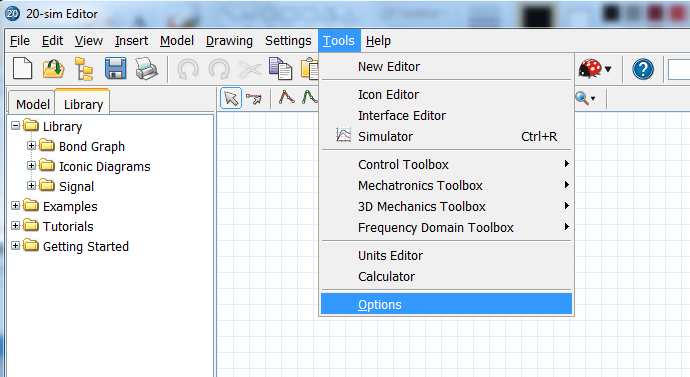 20 20-sim Editor
File Edit View Insert Model Drawing Settings Tools Help
New Editor
Icon Editor
Interface Editor
Simulator Ctrl+R
Control Toolbox
Mechatronics Toolbox
3D Mechanics Toolbox
Frequency Domain Toolbox
Units Editor
Calculator
Options
Model Library
Library
Bond Graph
Iconic Diagrams
Signal
Examples
Tutorials
Getting Started